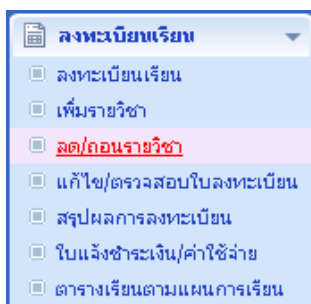 ลงทะเบียนเรียน
ลงทะเบียนเรียน
เพิ่มรายวิชา
ลด/ถอนรายวิชา
แก้ไข/ตรวจสอบใบลงทะเบียน
สรุปผลการลงทะเบียน
ใบแจ้งชำระเงิน/ค่าใช้จ่าย
ตารางเรียนตามแผนการเรียน